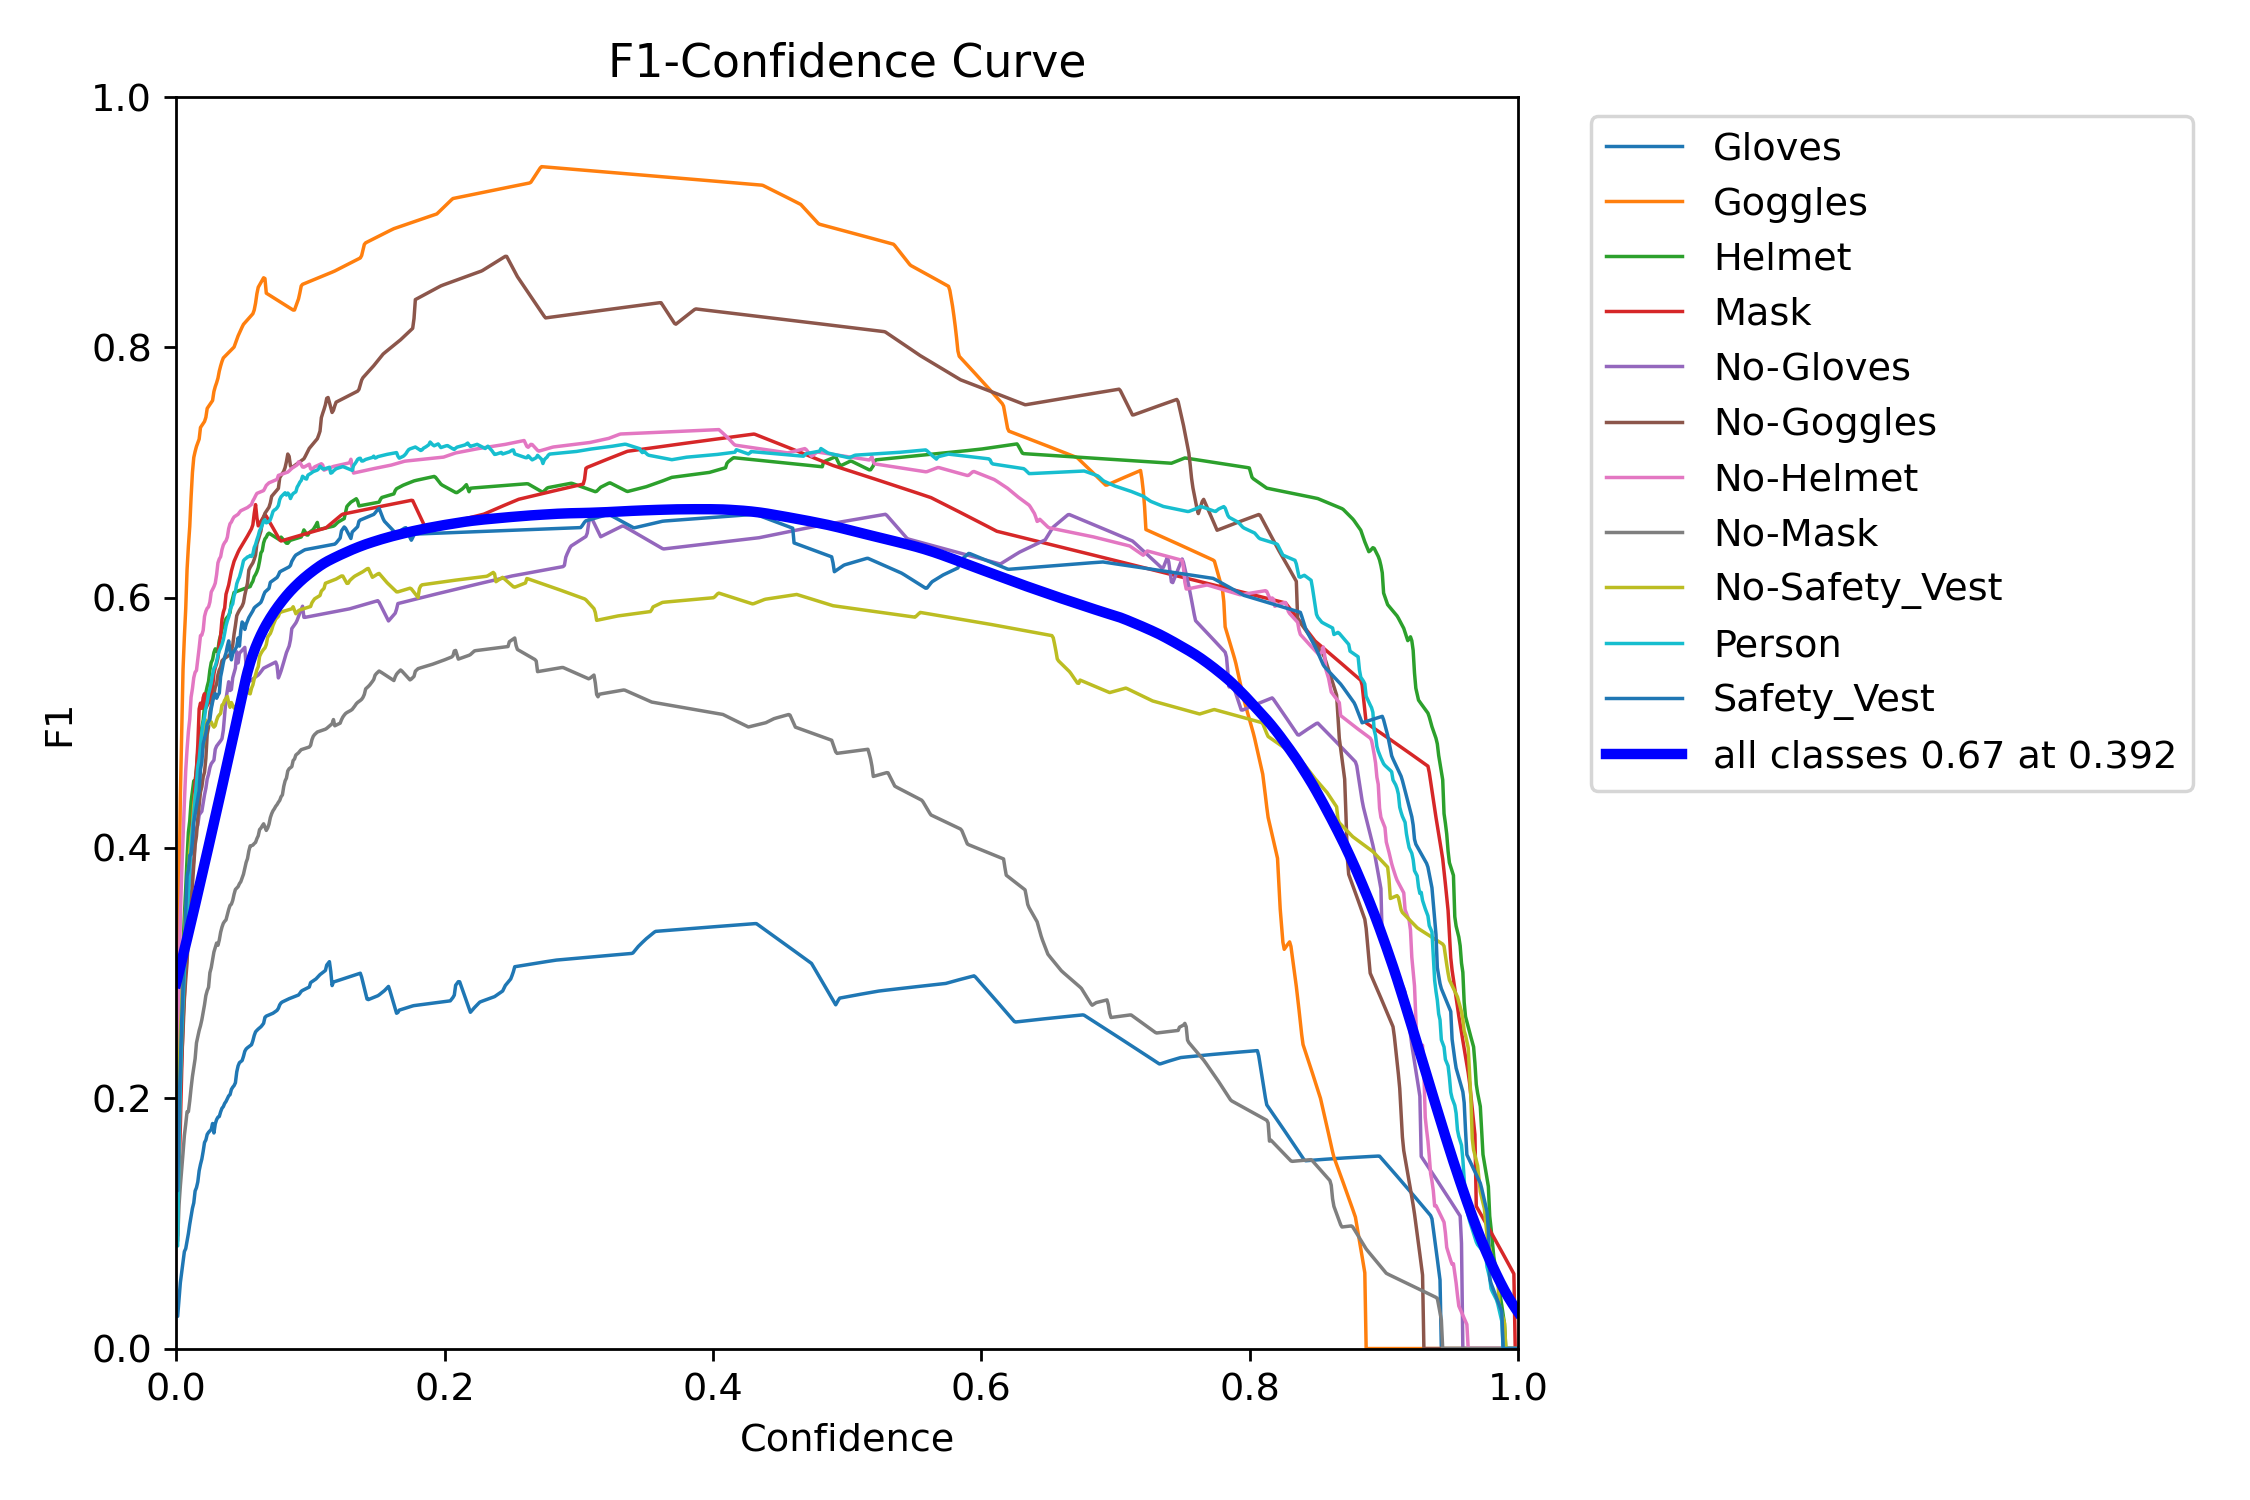 F1-Confidence Curve
1.0
0.8
0.6
0.4
0.2
0.0
F1
0.0 0.2 0.4 0.6 0.8 1.0
Confidence
Gloves
Goggles
Helmet
Mask
No-Gloves
No-Goggles
No-Helmet
No-Mask
No-Safety_Vest
Person
Safety_Vest
all classes 0.67 at 0.392